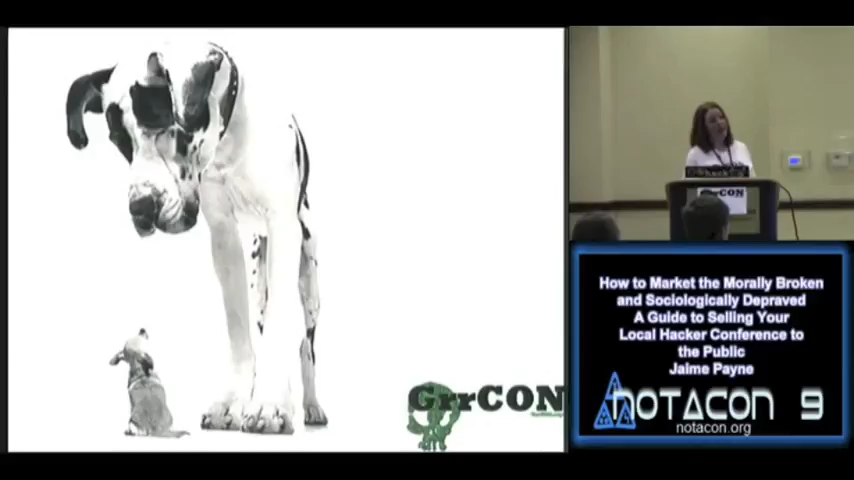 GrrCON
GrrCON
How to Market the Morally Broken
and Sociologically Depraved
A Guide to Selling Your
Local Hacker Conference to
the Public
Jaime Payne
NOTACON 9
notacon.org